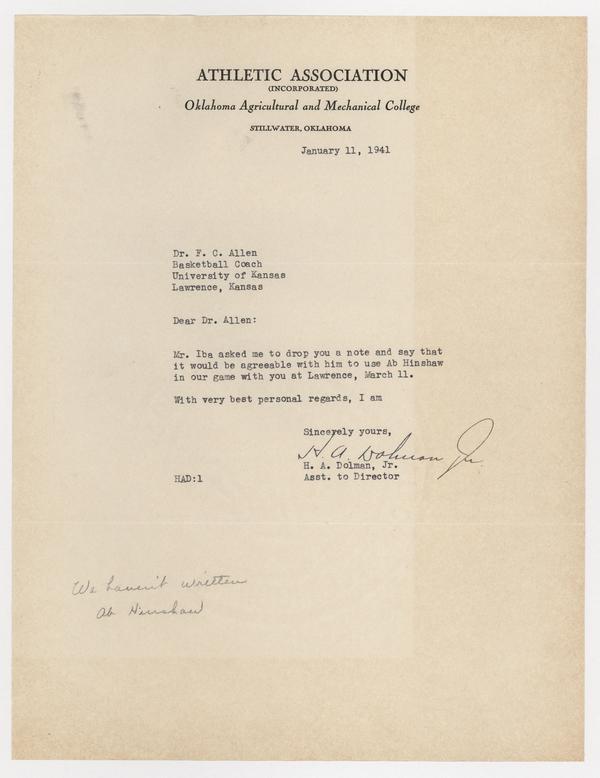 ATHLETIC ASSOCIATION
(INCORPORATED)
Oklahoma Agricultural and Mechanical College
STILLWATER, OKLAHOMA
January 11, 1941
Dr. F. C. Allen
Basketball Coach
University of Kansas
Lawrence, Kansas
Dear Dr. Allen:
Mr. Iba asked me to drop you a note and say that
it would be agreeable with him to use Ab Hinshaw
in our game with you at Lawrence, March 11.
With very best personal regards, I am
Sincerely yours,
H. A. Dolman Jr.
H. A. Dolman, Jr.
HAD:l Asst. to Director
We haven't written
Ab Hinshaw